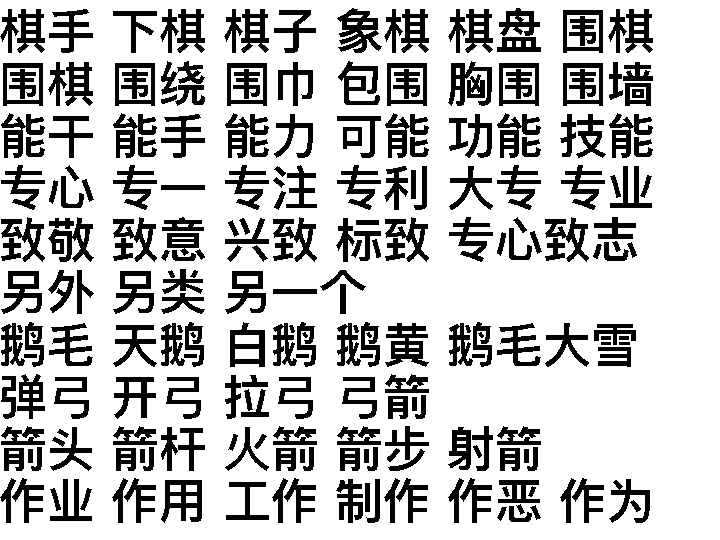 棋手 下棋 棋子 象棋 棋盘 围棋
围棋 围绕 围巾 包围 胸围 围墙
能干 能手 能力 可能 功能 技能
专心 专一 专注 专利 大专 专业
致敬 致意 兴致 标致 专心致志
另外 另类 另一个
鹅毛 天鹅 白鹅 鹅黄 鹅毛大雪
弹弓 开弓 拉弓 弓箭
箭头 箭杆 火箭 箭步 射箭
作业 作用 工作 制作 作恶 作为